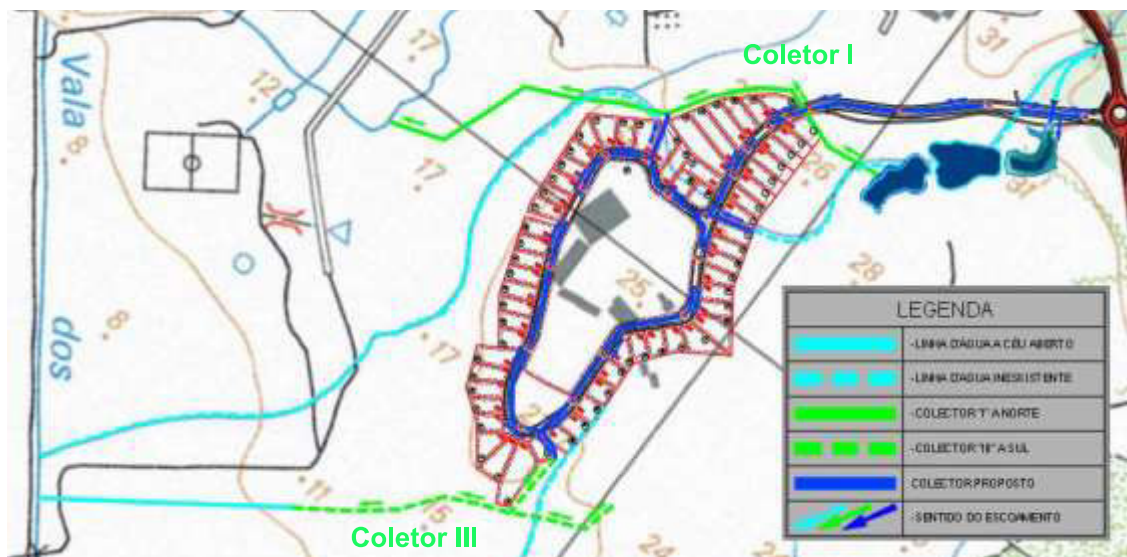 Coletor I
17
31
12
Vala
8
17
26
31
28
25
8
dos
17
LEGENDA
-LINHA D'ÁGUA A CÉU ABERTO
-LINHA D'ÁGUA INEXISTENTE
-COLECTOR "I" A NORTE
-COLECTOR "III" A SUL
COLECTOR PROPOSTO
-SENTIDO DO ESCOAMENTO
11
15
Coletor III
24